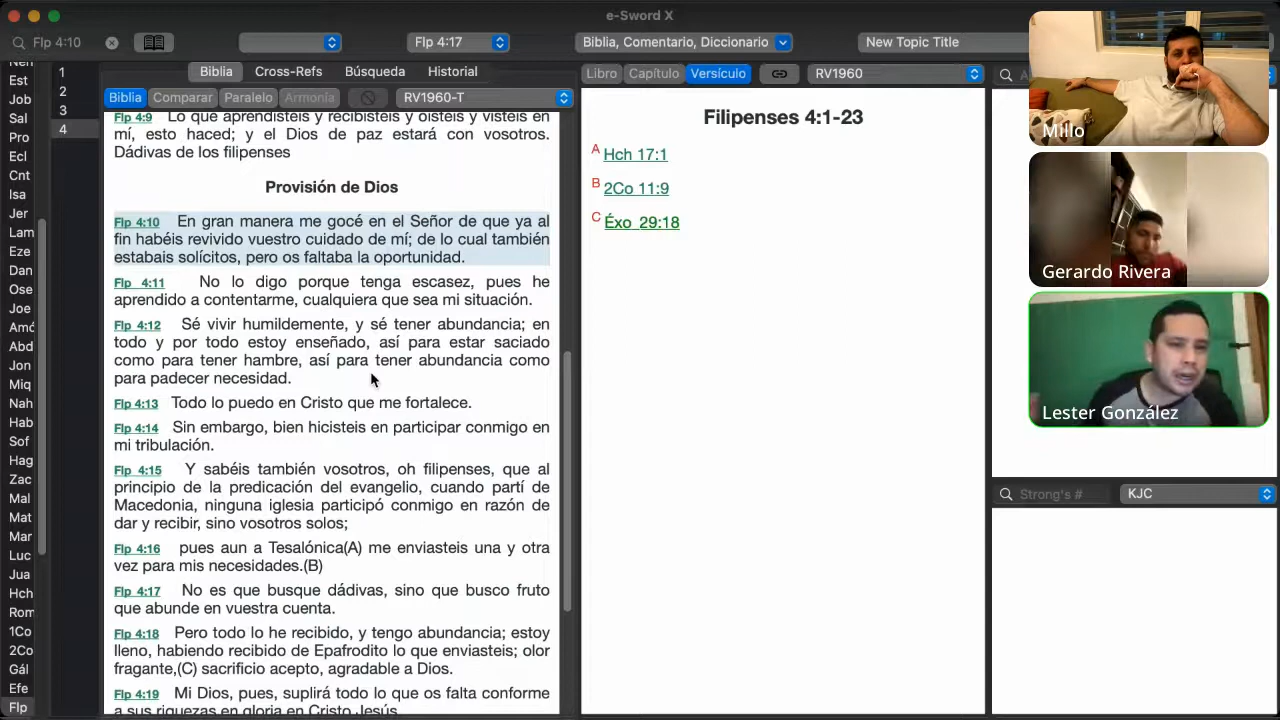 e-Sword X
Flp 4:10
Flp 4:17
Biblia, Comentario, Diccionario
New Topic Title
Biblia
Cross-Refs
Búsqueda
Historial
Biblia
Comparar
Paralelo
Armonía
RV1960-T
Libro
Capítulo
Versículo
RV1960
Est
Job
Sal
Pro
Ecl
Cnt
Isa
Jer
Lam
Eze
Dan
Ose
Joe
Amó
Abd
Jon
Miq
Nah
Hab
Sof
Hag
Zac
Mal
Mat
Mar
Luc
Jua
Hch
Rom
1Co
2Co
Gál
Efe
Flp
1
2
3
4
Flp 4:9 Lo que aprendisteis y recibisteis y oísteis y visteis en
mí, esto haced; y el Dios de paz estará con vosotros.
Dádivas de los filipenses
Provisión de Dios
Flp 4:10 En gran manera me gocé en el Señor de que ya al
fin habéis revivido vuestro cuidado de mí; de lo cual también
estabais solícitos, pero os faltaba la oportunidad.
Flp 4:11 No lo digo porque tenga escasez, pues he
aprendido a contentarme, cualquiera que sea mi situación.
Flp 4:12 Sé vivir humildemente, y sé tener abundancia; en
todo y por todo estoy enseñado, así para estar saciado
como para tener hambre, así para tener abundancia como
para padecer necesidad.
Flp 4:13 Todo lo puedo en Cristo que me fortalece.
Flp 4:14 Sin embargo, bien hicisteis en participar conmigo en
mi tribulación.
Flp 4:15 Y sabéis también vosotros, oh filipenses, que al
principio de la predicación del evangelio, cuando partí de
Macedonia, ninguna iglesia participó conmigo en razón de
dar y recibir, sino vosotros solos;
Flp 4:16 pues aun a Tesalónica(A) me enviasteis una y otra
vez para mis necesidades.(B)
Flp 4:17 No es que busque dádivas, sino que busco fruto
que abunde en vuestra cuenta.
Flp 4:18 Pero todo lo he recibido, y tengo abundancia; estoy
lleno, habiendo recibido de Epafrodito lo que enviasteis; olor
fragante,(C) sacrificio acepto, agradable a Dios.
Flp 4:19 Mi Dios, pues, suplirá todo lo que os falta conforme
a sus riquezas en gloria en Cristo Jesús.
Filipenses 4:1-23
A Hch 17:1
B 2Co 11:9
C Éxo 29:18
Millo
Gerardo Rivera
Lester González
Strong's #
KJC